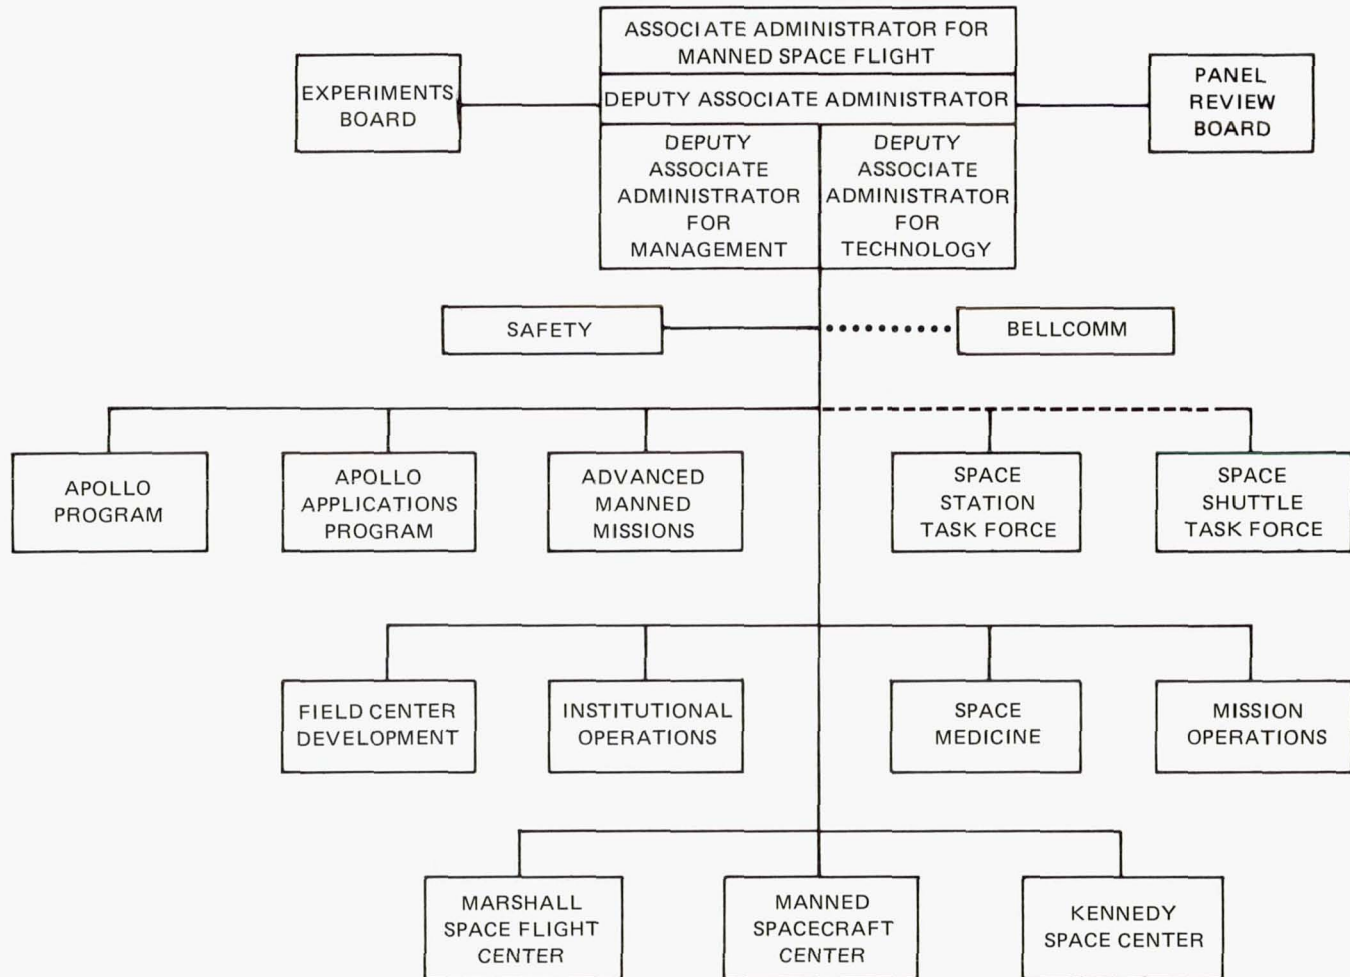 ASSOCIATE ADMINISTRATOR FOR
MANNED SPACE FLIGHT
EXPERIMENTS
BOARD
DEPUTY ASSOCIATE ADMINISTRATOR
PANEL
REVIEW
BOARD
DEPUTY
ASSOCIATE
ADMINISTRATOR
FOR
MANAGEMENT
DEPUTY
ASSOCIATE
ADMINISTRATOR
FOR
TECHNOLOGY
SAFETY
BELLCOMM
APOLLO
PROGRAM
APOLLO
APPLICATIONS
PROGRAM
ADVANCED
MANNED
MISSIONS
SPACE
STATION
TASK FORCE
SPACE
SHUTTLE
TASK FORCE
FIELD CENTER
DEVELOPMENT
INSTITUTIONAL
OPERATIONS
SPACE
MEDICINE
MISSION
OPERATIONS
MARSHALL
SPACE FLIGHT
CENTER
MANNED
SPACECRAFT
CENTER
KENNEDY
SPACE CENTER